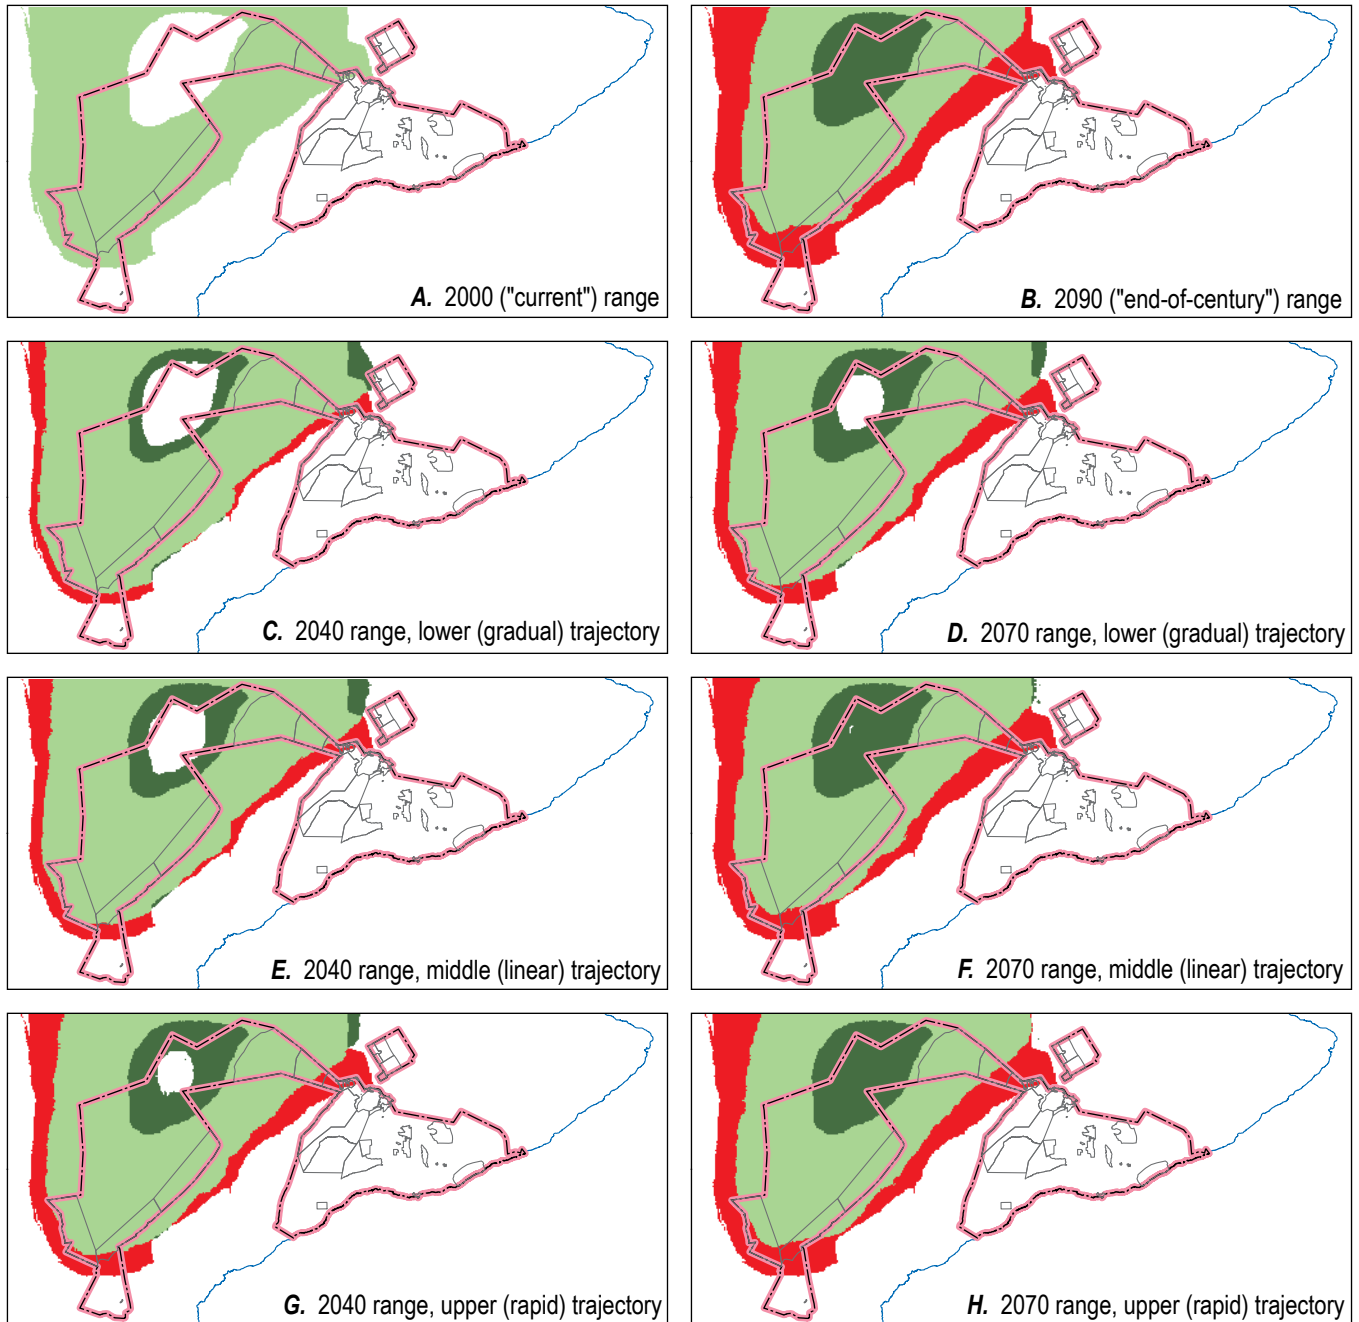 A. 2000 ("current") range
B. 2090 ("end-of-century") range
C. 2040 range, lower (gradual) trajectory
D. 2070 range, lower (gradual) trajectory
E. 2040 range, middle (linear) trajectory
F. 2070 range, middle (linear) trajectory
G. 2040 range, upper (rapid) trajectory
H. 2070 range, upper (rapid) trajectory